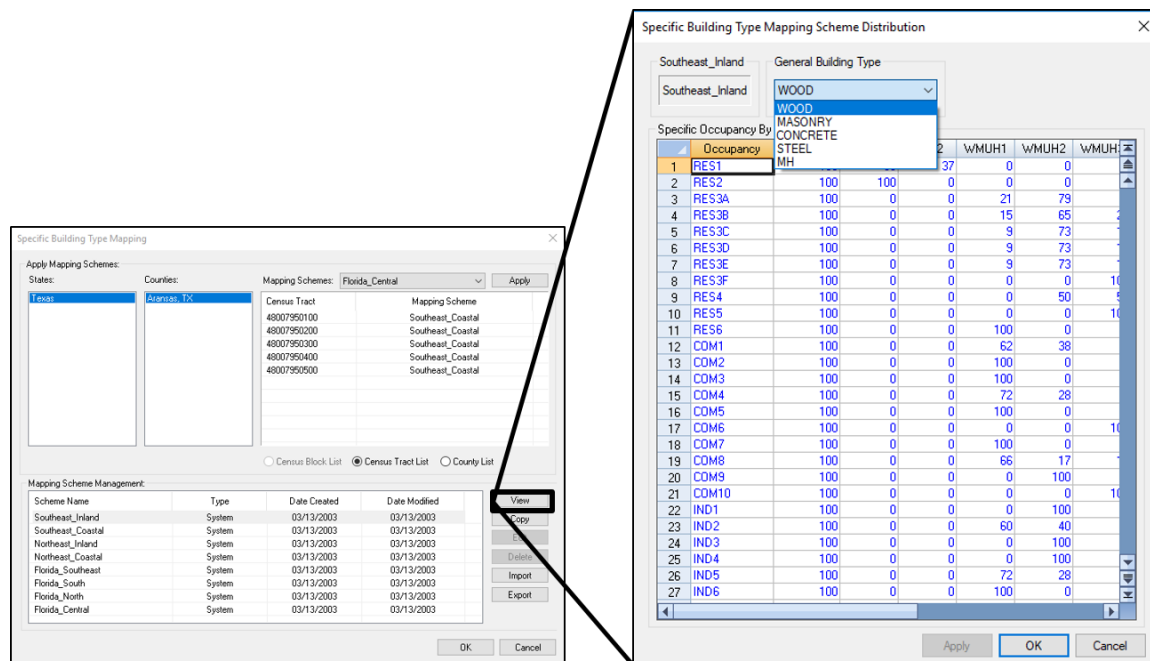 Specific Building Type Mapping
Apply Mapping Schemes:
States: Counties: Mapping Schemes: Florida_Central Apply
Texas Aransas, TX Census Tract Mapping Scheme
48007950100 Southeast_Coastal
48007950200 Southeast_Coastal
48007950300 Southeast_Coastal
48007950400 Southeast_Coastal
48007950500 Southeast_Coastal
Census Block List Census Tract List County List
Mapping Scheme Management:
Scheme Name Type Date Created Date Modified View
Southeast_Inland System 03/13/2003 03/13/2003
Southeast_Coastal System 03/13/2003 03/13/2003 Copy
Northeast_Inland System 03/13/2003 03/13/2003
Northeast_Coastal System 03/13/2003 03/13/2003 Delete
Florida_Southeast System 03/13/2003 03/13/2003
Florida_South System 03/13/2003 03/13/2003 Import
Florida_North System 03/13/2003 03/13/2003 Export
Florida_Central System 03/13/2003 03/13/2003
OK Cancel
Specific Building Type Mapping Scheme Distribution
Southeast_Inland General Building Type
Southeast_Inland WOOD
WOOD
MASONRY
CONCRETE
STEEL
MH
Specific Occupancy By
Occupancy 2 WMUH1 WMUH2 WMUH
1 RES1 37 0 0
2 RES2 100 100 0 0 0
3 RES3A 100 0 0 21 79
4 RES3B 100 0 0 15 65
5 RES3C 100 0 0 9 73
6 RES3D 100 0 0 9 73
7 RES3E 100 0 0 9 73
8 RES3F 100 0 0 0 0
9 RES4 100 0 0 0 50
10 RES5 100 0 0 0 0
11 RES6 100 0 0 100 0
12 COM1 100 0 0 62 38
13 COM2 100 0 0 100 0
14 COM3 100 0 0 100 0
15 COM4 100 0 0 72 28
16 COM5 100 0 0 100 0
17 COM6 100 0 0 0 0
18 COM7 100 0 0 100 0
19 COM8 100 0 0 66 17
20 COM9 100 0 0 0 100
21 COM10 100 0 0 0 0
22 IND1 100 0 0 0 100
23 IND2 100 0 0 60 40
24 IND3 100 0 0 0 100
25 IND4 100 0 0 0 100
26 IND5 100 0 0 72 28
27 IND6 100 0 0 100 0
Apply OK Cancel